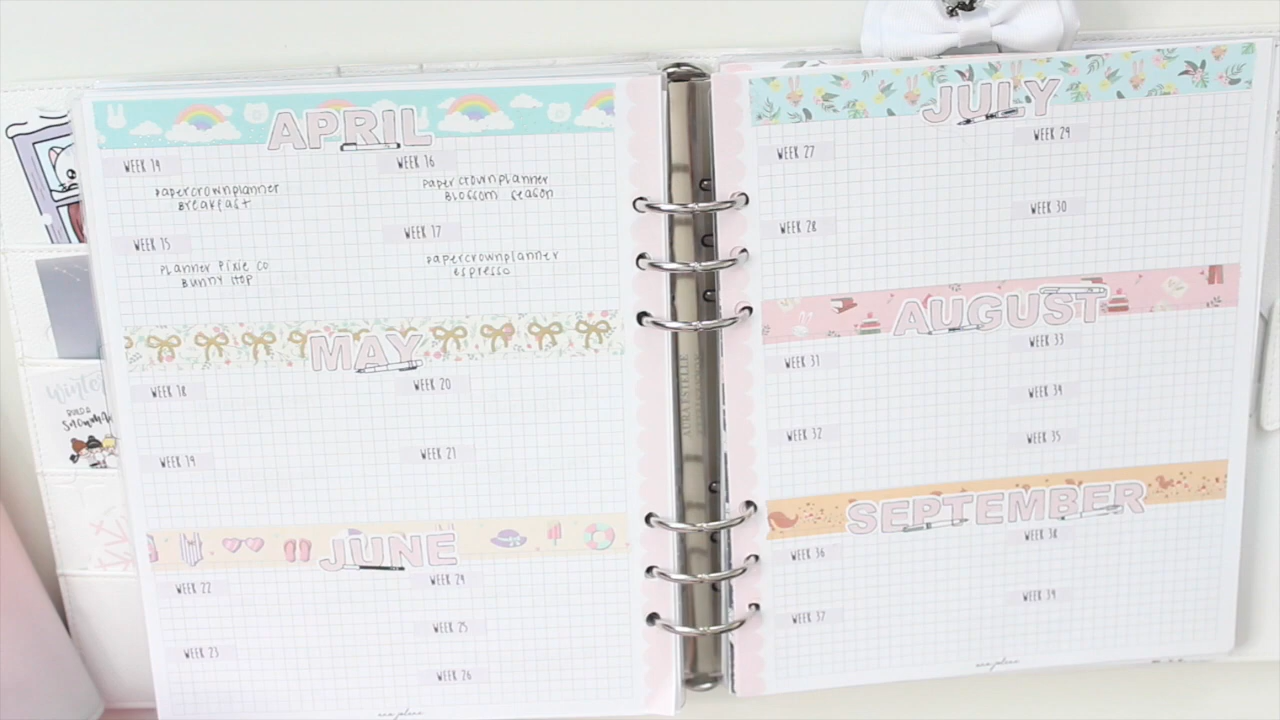 APRIL
WEEK 14
papercrownplanner
Breakfast
WEEK 15
PLanner Pixie co
Bunny Hop
WEEK 16
papercrownplanner
BLossom season
WEEK 17
papercrownplanner
espresso
MAY
WEEK 18
WEEK 19
WEEK 20
WEEK 21
JUNE
WEEK 22
WEEK 23
WEEK 24
WEEK 25
WEEK 26
JULY
WEEK 27
WEEK 28
WEEK 29
WEEK 30
AUGUST
WEEK 31
WEEK 32
WEEK 33
WEEK 34
WEEK 35
SEPTEMBER
WEEK 36
WEEK 37
WEEK 38
WEEK 39
AURA ESTELLE